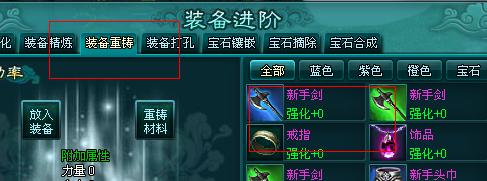 装备进阶
化 装备精炼 装备重铸 装备打孔 宝石镶嵌 宝石摘除 宝石合成
功率
全部 蓝色 紫色 橙色 宝石
放入
装备
重铸
材料
附加属性
力量 0
新手剑
强化+0
新手剑
强化+0
戒指
强化+0
饰品
强化+0
新手剑
新手头巾